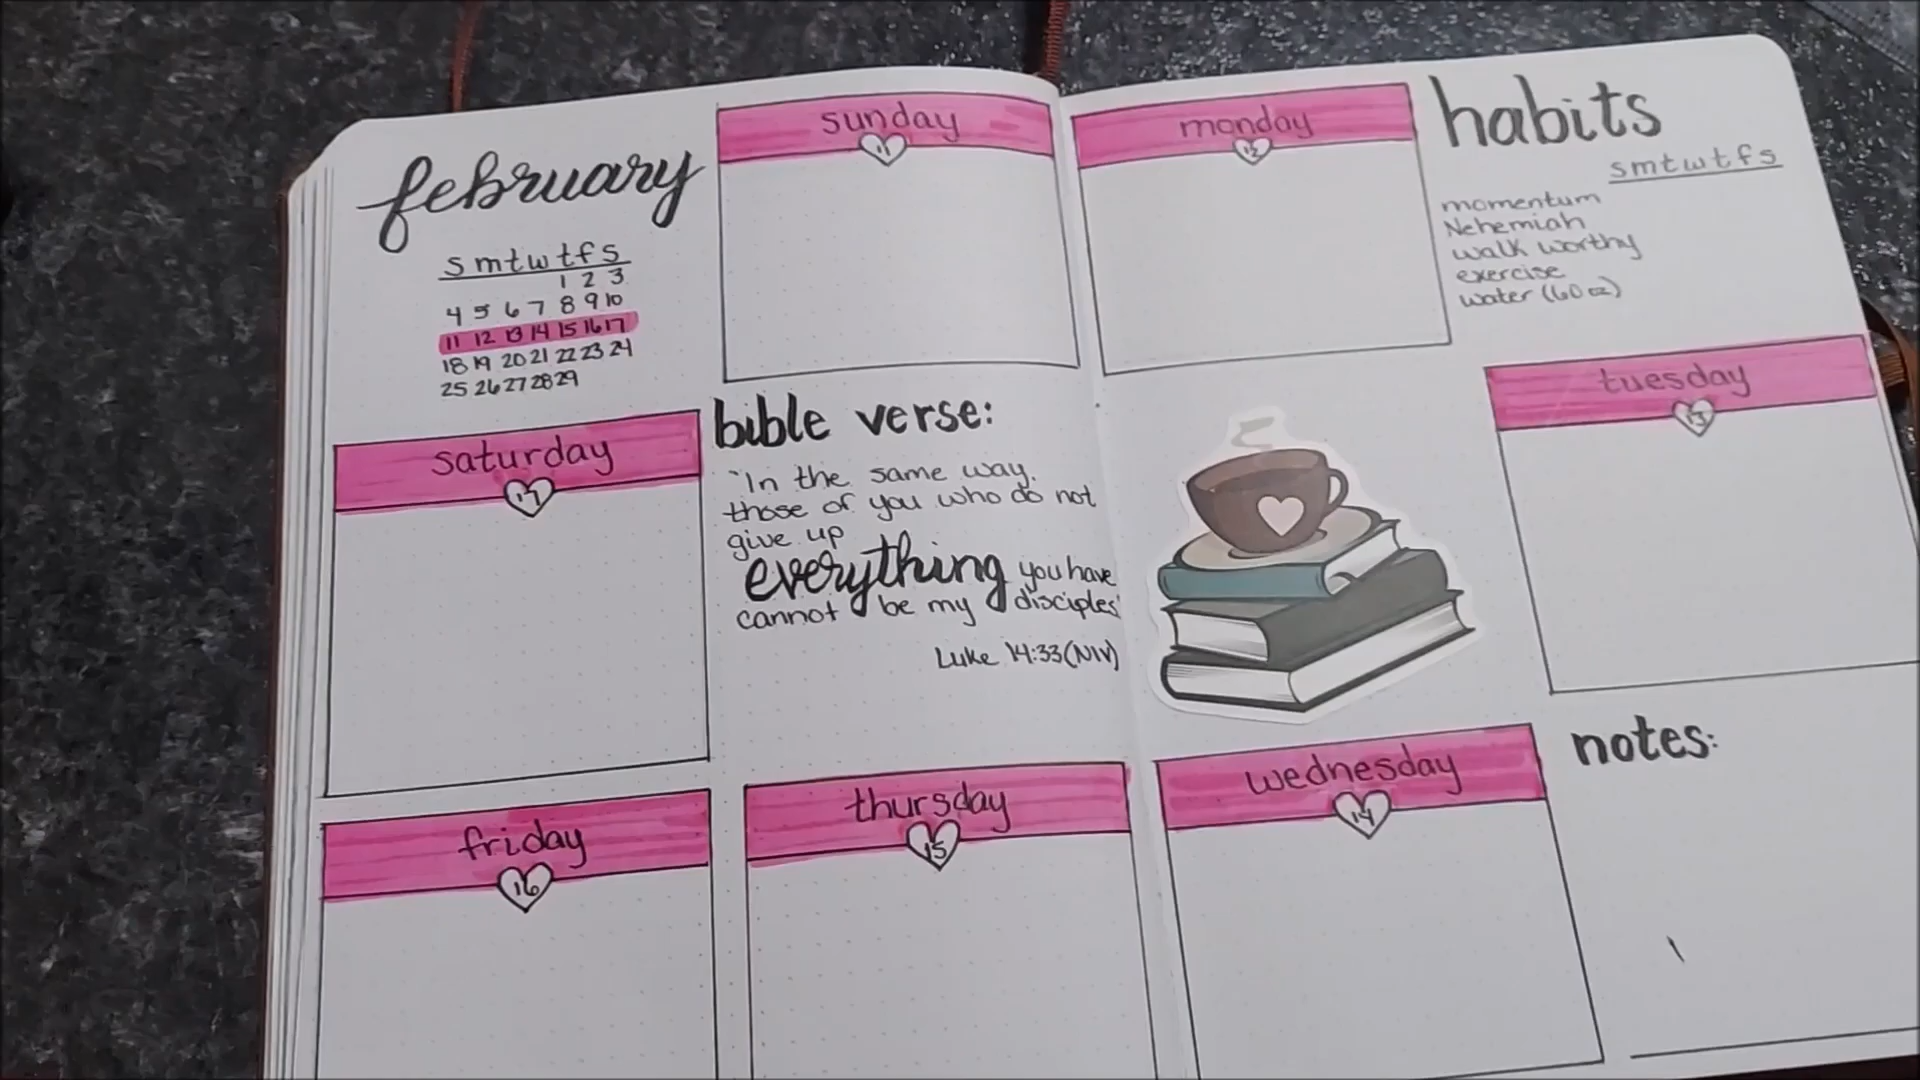 february
s m t w t f s
1 2 3
4 5 6 7 8 9 10
11 12 13 14 15 16 17
18 19 20 21 22 23 24
25 26 27 28 29
sunday
11
monday
12
habits
s m t w t f s
momentum
Nehemiah
walk worthy
exercise
water (60 oz)
tuesday
13
saturday
17
bible verse:
"In the same way,
those of you who do not
give up
everything you have
cannot be my disciples"
Luke 14:33 (NIV)
friday
16
thursday
15
wednesday
14
notes: